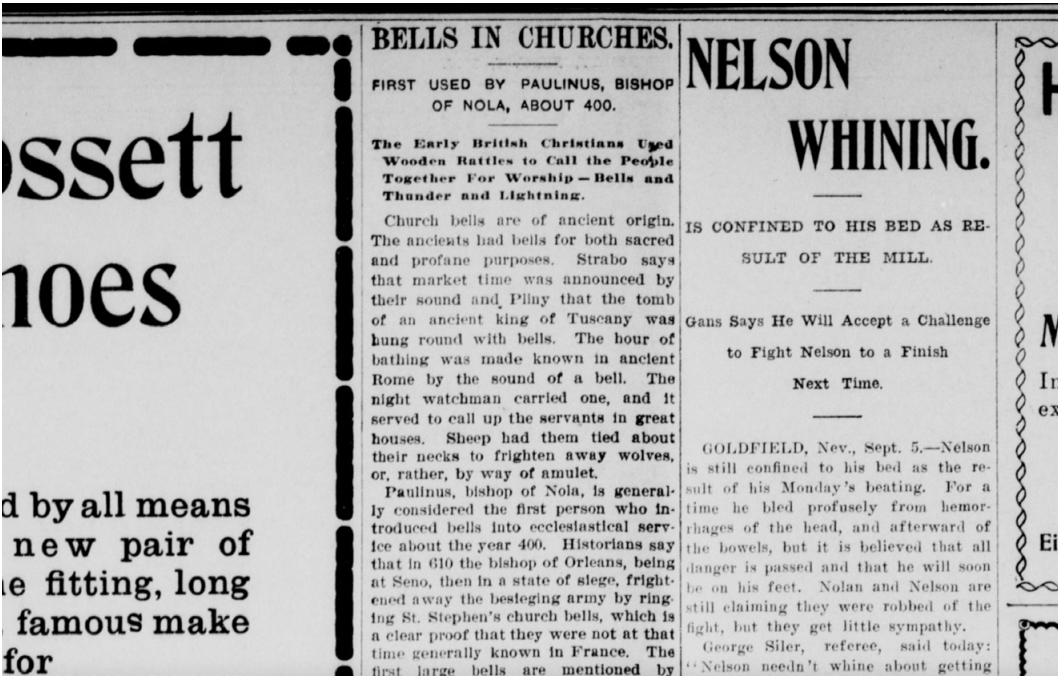 ossett
hoes
d by all means
new pair of
e fitting, long
famous make
for
BELLS IN CHURCHES.
FIRST USED BY PAULINUS, BISHOP
OF NOLA, ABOUT 400.
The Early British Christians Used
Wooden Rattles to Call the People
Together For Worship—Bells and
Thunder and Lightning.
Church bells are of ancient origin.
The ancients had bells for both sacred
and profane purposes. Strabo says
that market time was announced by
their sound and Pliny that the tomb
of an ancient king of Tuscany was
hung round with bells. The hour of
bathing was made known in ancient
Rome by the sound of a bell. The
night watchman carried one, and it
served to call up the servants in great
houses. Sheep had them tied about
their necks to frighten away wolves,
or, rather, by way of amulet.
Paulinus, bishop of Nola, is general-
ly considered the first person who in-
troduced bells into ecclesiastical serv-
ice about the year 400. Historians say
that in 610 the bishop of Orleans, being
at Seno, then in a state of siege, fright-
ened away the besieging army by ring-
ing St. Stephen's church bells, which is
a clear proof that they were not at that
time generally known in France. The
first large bells are mentioned by
NELSON
WHINING.
IS CONFINED TO HIS BED AS RE-
SULT OF THE MILL.
Gans Says He Will Accept a Challenge
to Fight Nelson to a Finish
Next Time.
GOLDFIELD, Nev., Sept. 5.—Nelson
is still confined to his bed as the re-
sult of his Monday's beating. For a
time he bled profusely from hemor-
rhages of the head, and afterward of
the bowels, but it is believed that all
danger is passed and that he will soon
be on his feet. Nolan and Nelson are
still claiming they were robbed of the
fight, but they get little sympathy.
George Siler, referee, said today:
"Nelson needn't whine about getting
H
M
In
ex
Ei